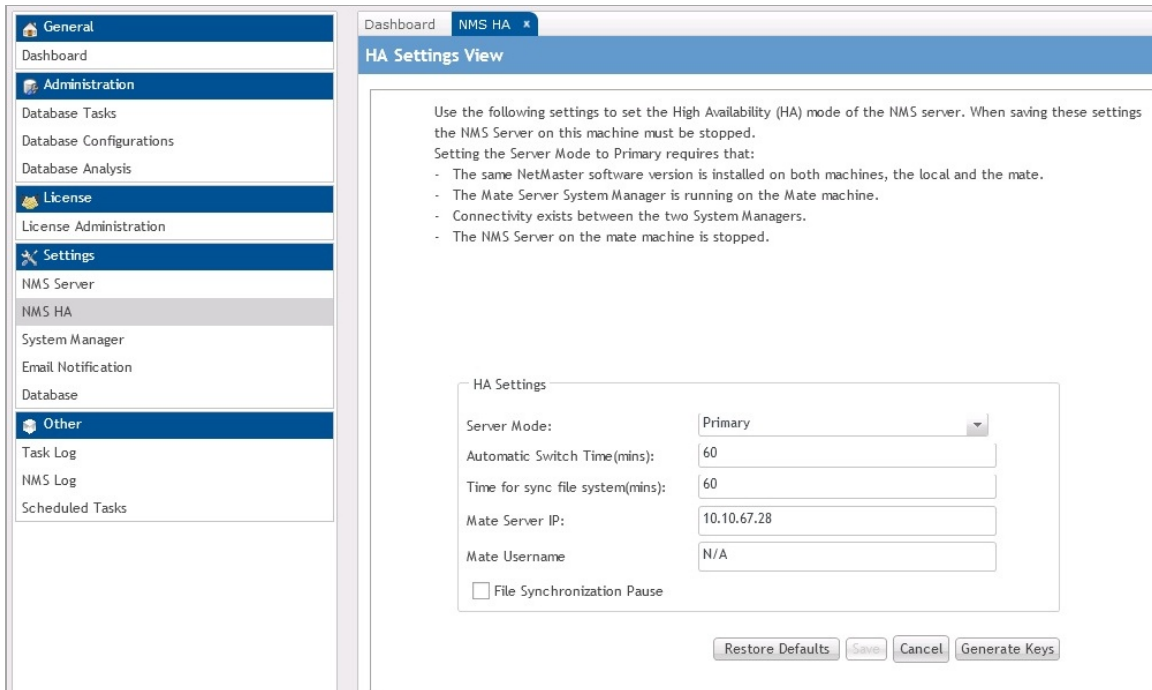 General
Dashboard
Administration
Database Tasks
Database Configurations
Database Analysis
License
License Administration
Settings
NMS Server
NMS HA
System Manager
Email Notification
Database
Other
Task Log
NMS Log
Scheduled Tasks
Dashboard NMS HA x
HA Settings View
Use the following settings to set the High Availability (HA) mode of the NMS server. When saving these settings
the NMS Server on this machine must be stopped.
Setting the Server Mode to Primary requires that:
- The same NetMaster software version is installed on both machines, the local and the mate.
- The Mate Server System Manager is running on the Mate machine.
- Connectivity exists between the two System Managers.
- The NMS Server on the mate machine is stopped.
HA Settings
Server Mode: Primary
Automatic Switch Time(mins): 60
Time for sync file system(mins): 60
Mate Server IP: 10.10.67.28
Mate Username N/A
File Synchronization Pause
Restore Defaults Save Cancel Generate Keys